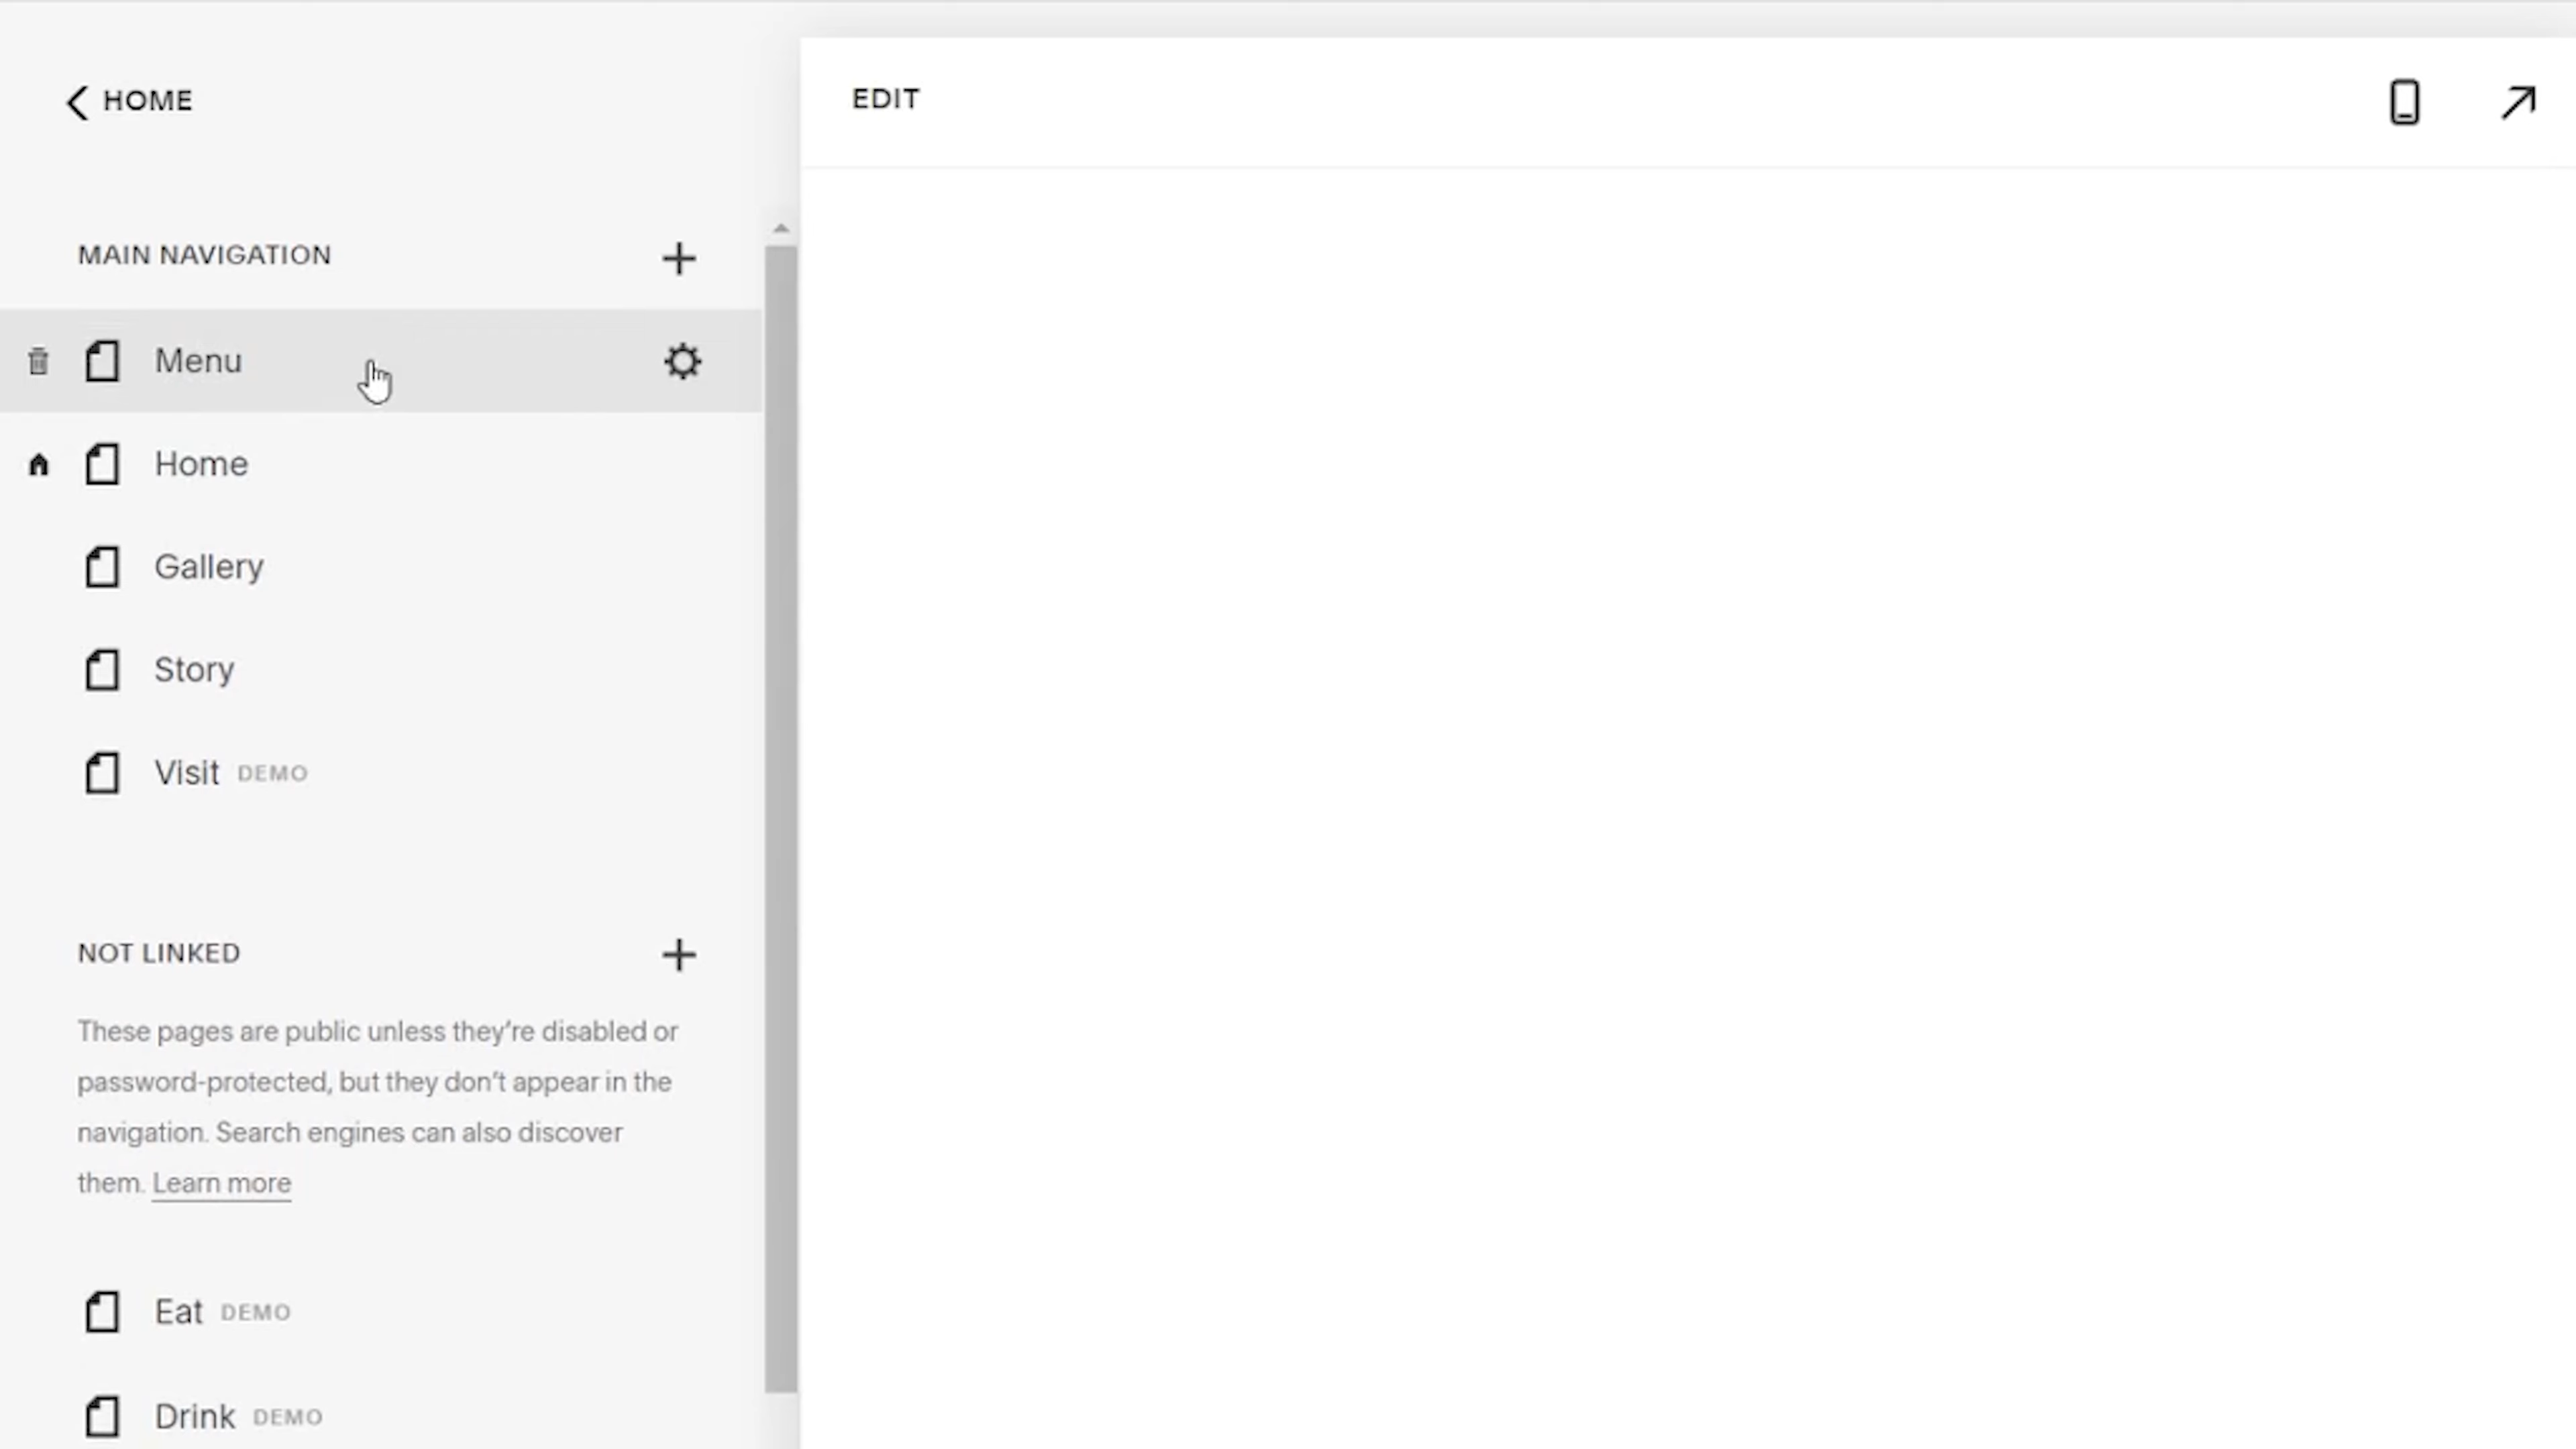 HOME
EDIT
MAIN NAVIGATION
Menu
Home
Gallery
Story
Visit DEMO
NOT LINKED
These pages are public unless they’re disabled or
password-protected, but they don’t appear in the
navigation. Search engines can also discover
them. Learn more
Eat DEMO
Drink DEMO